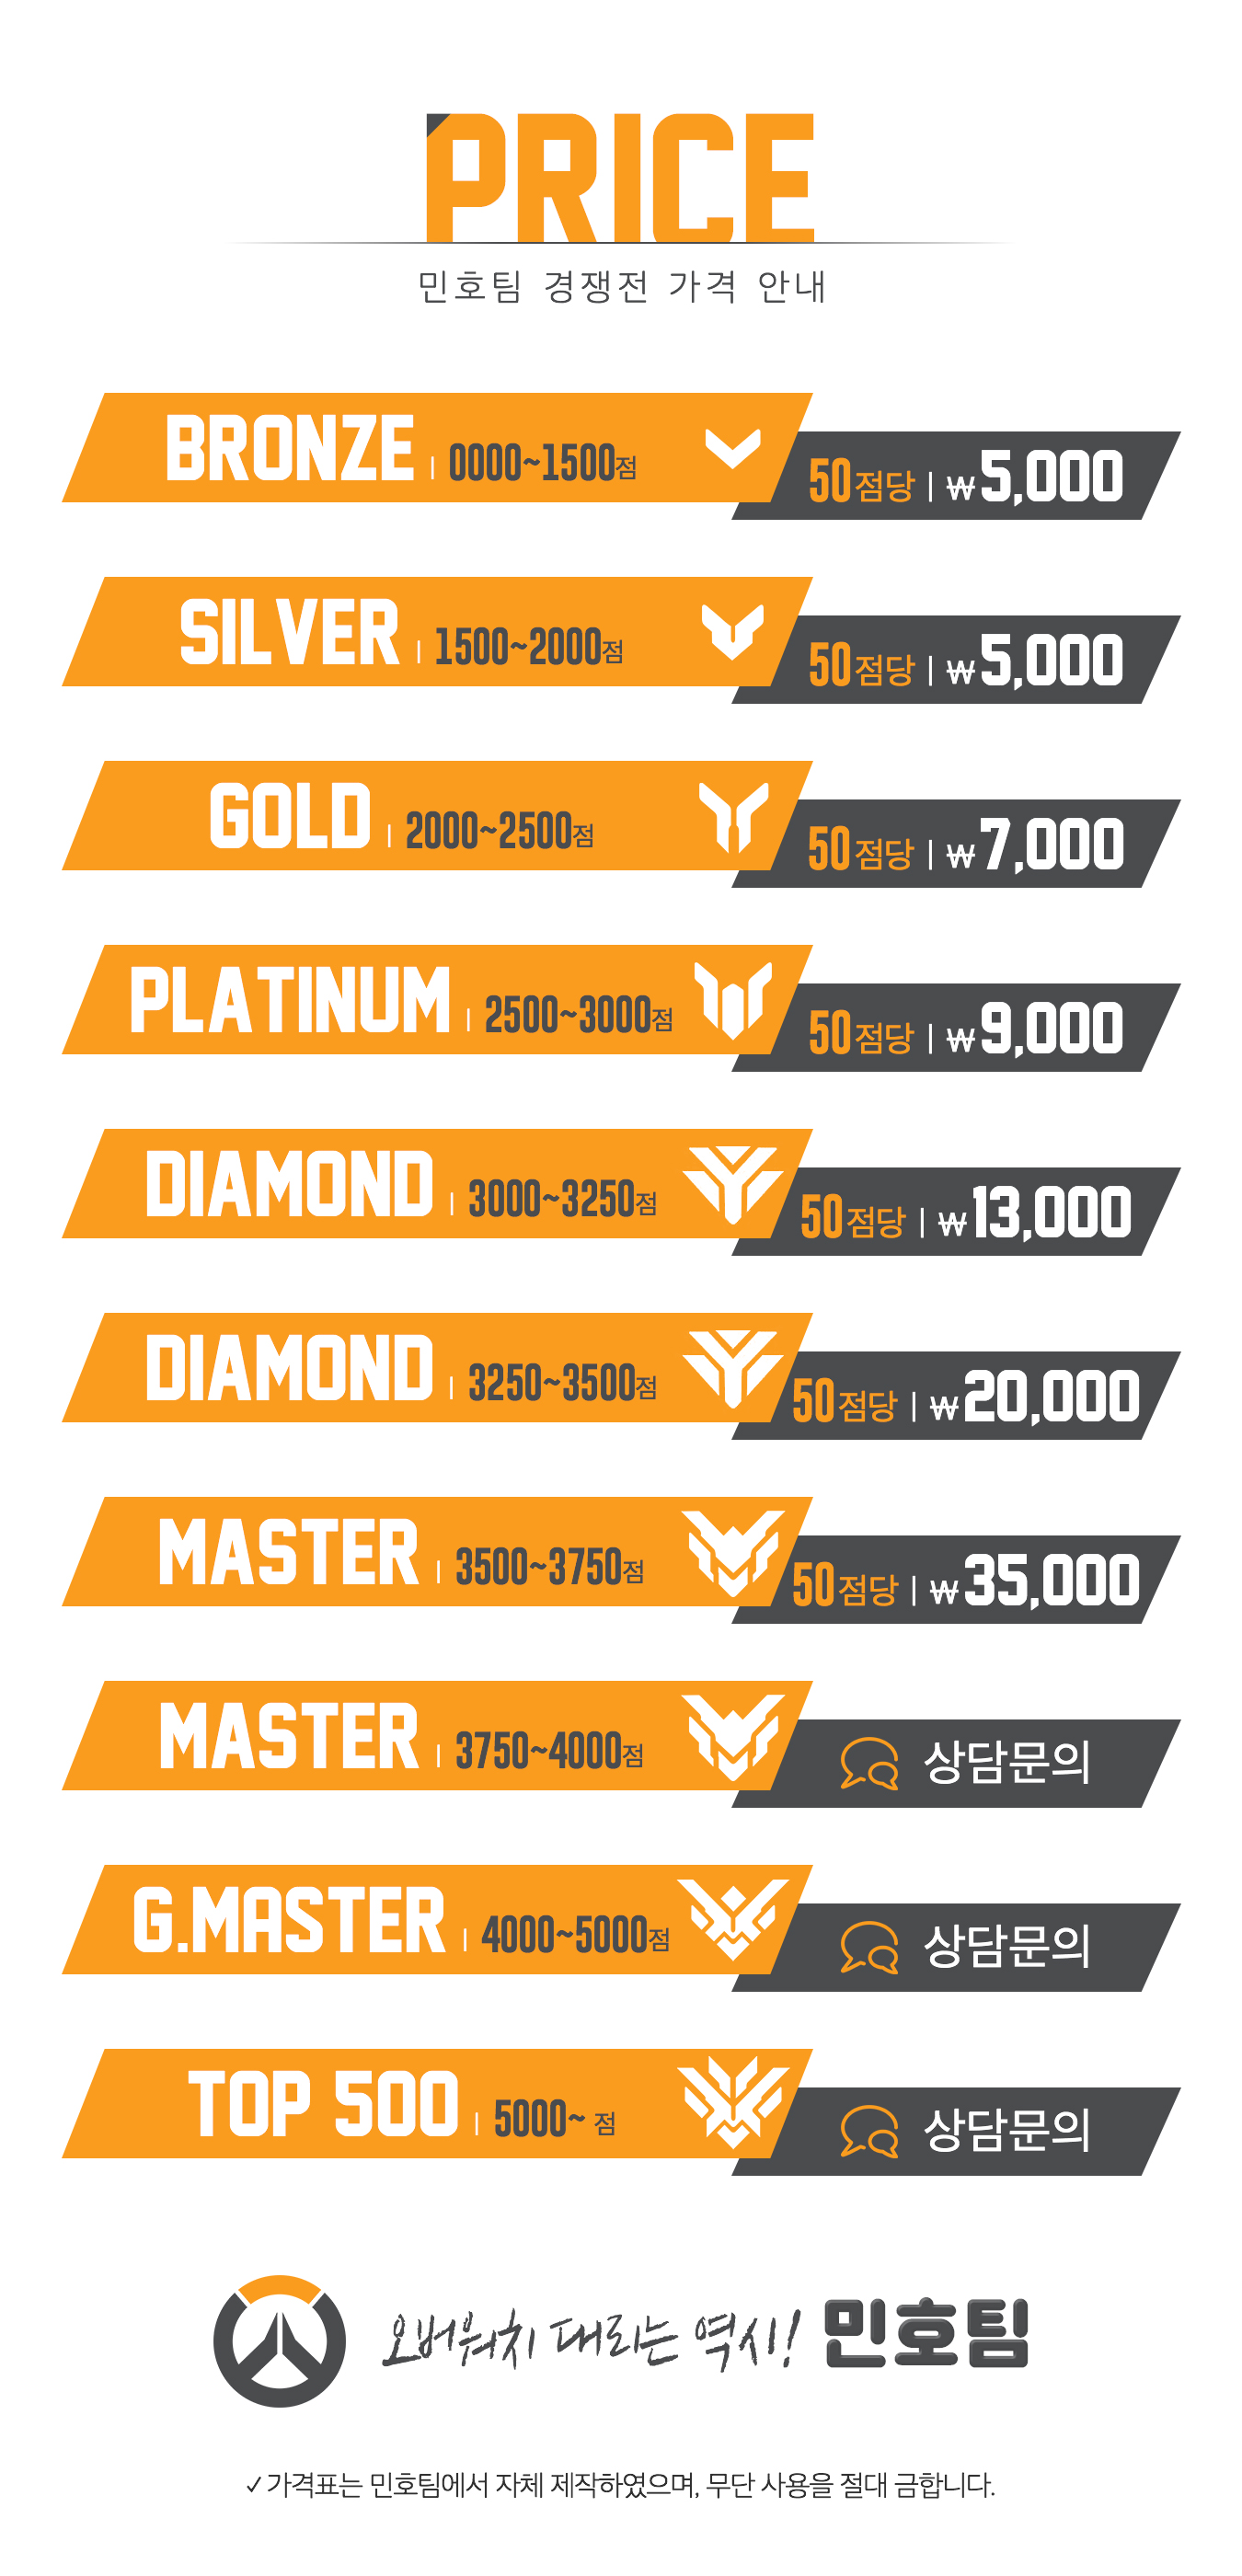 PRICE
민호팀 경쟁전 가격 안내
BRONZE | 0000~1500점
50점당 | ₩5,000
SILVER | 1500~2000점
50점당 | ₩5,000
GOLD | 2000~2500점
50점당 | ₩7,000
PLATINUM | 2500~3000점
50점당 | ₩9,000
DIAMOND | 3000~3250점
50점당 | ₩13,000
DIAMOND | 3250~3500점
50점당 | ₩20,000
MASTER | 3500~3750점
50점당 | ₩35,000
MASTER | 3750~4000점
상담문의
G.MASTER | 4000~5000점
상담문의
TOP 500 | 5000~ 점
상담문의
오버워치 대리는 역시! 민호팀
✓ 가격표는 민호팀에서 자체 제작하였으며, 무단 사용을 절대 금합니다.